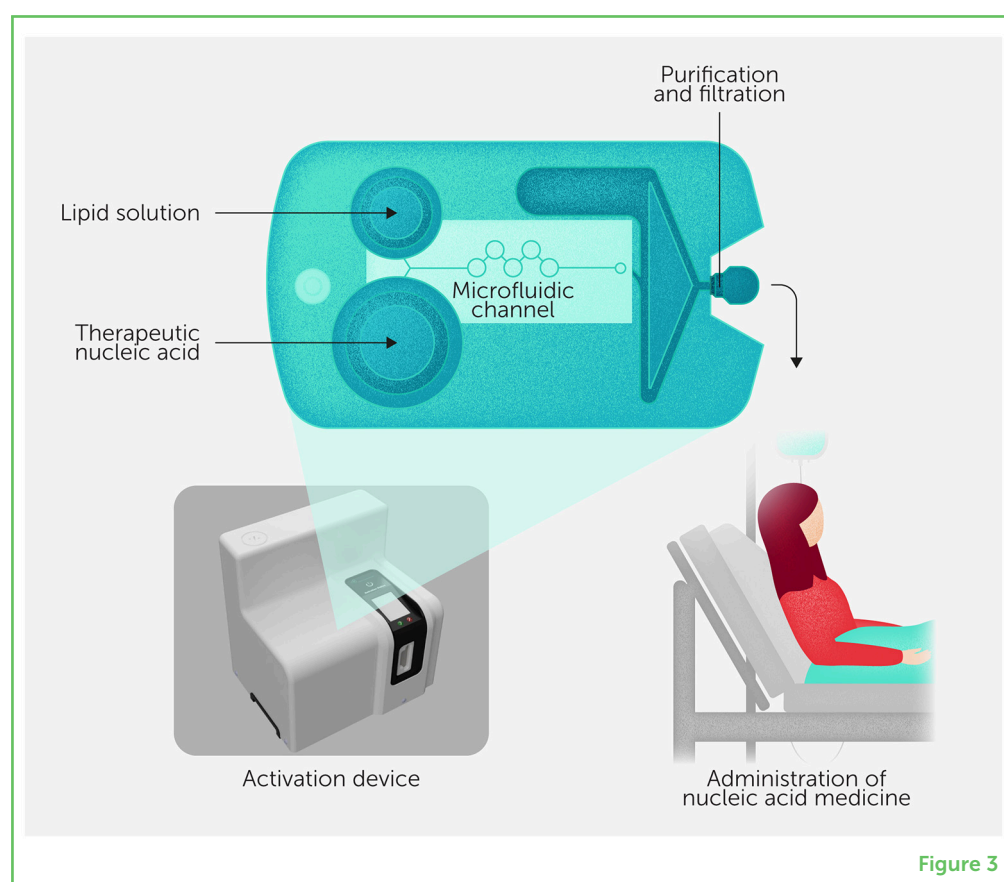 Purification
and filtration
Lipid solution
Microfluidic
channel
Therapeutic
nucleic acid
Activation device
Administration of
nucleic acid medicine
Figure 3